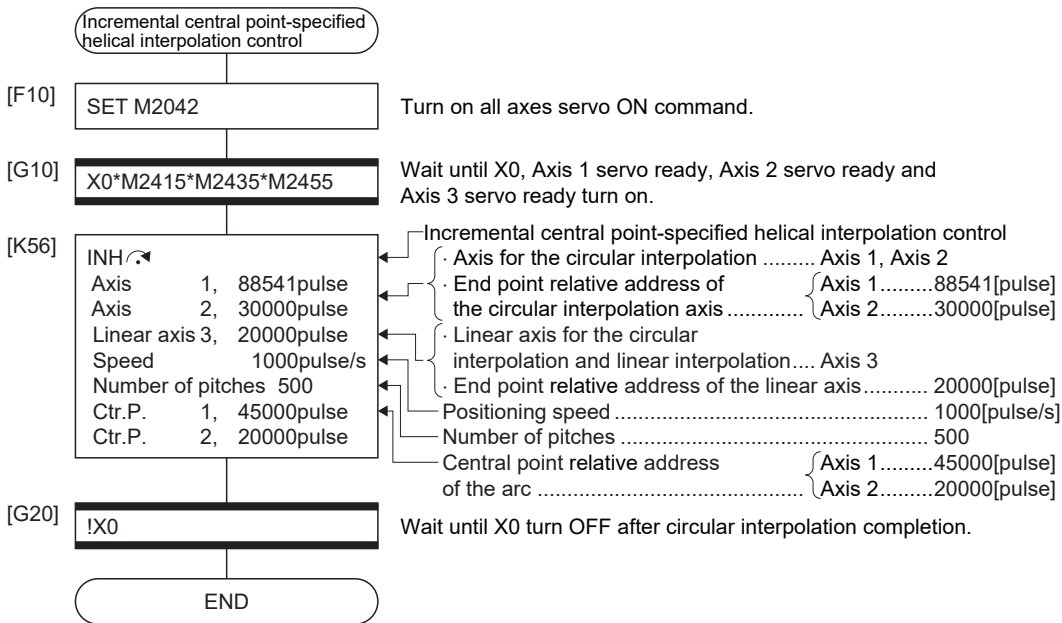 Incremental central point-specified
helical interpolation control
[F10]
SET M2042
Turn on all axes servo ON command.
[G10]
X0*M2415*M2435*M2455
Wait until X0, Axis 1 servo ready, Axis 2 servo ready and
Axis 3 servo ready turn on.
[K56]
INH
Axis 1, 88541pulse
Axis 2, 30000pulse
Linear axis 3, 20000pulse
Speed 1000pulse/s
Number of pitches 500
Ctr.P. 1, 45000pulse
Ctr.P. 2, 20000pulse
Incremental central point-specified helical interpolation control
· Axis for the circular interpolation ......... Axis 1, Axis 2
· End point relative address of Axis 1.........88541[pulse]
the circular interpolation axis ............. Axis 2.........30000[pulse]
· Linear axis for the circular
interpolation and linear interpolation.... Axis 3
· End point relative address of the linear axis............ 20000[pulse]
Positioning speed ................................................ 1000[pulse/s]
Number of pitches ............................................... 500
Central point relative address Axis 1.........45000[pulse]
of the arc ......................................... Axis 2.........20000[pulse]
[G20]
!X0
Wait until X0 turn OFF after circular interpolation completion.
END